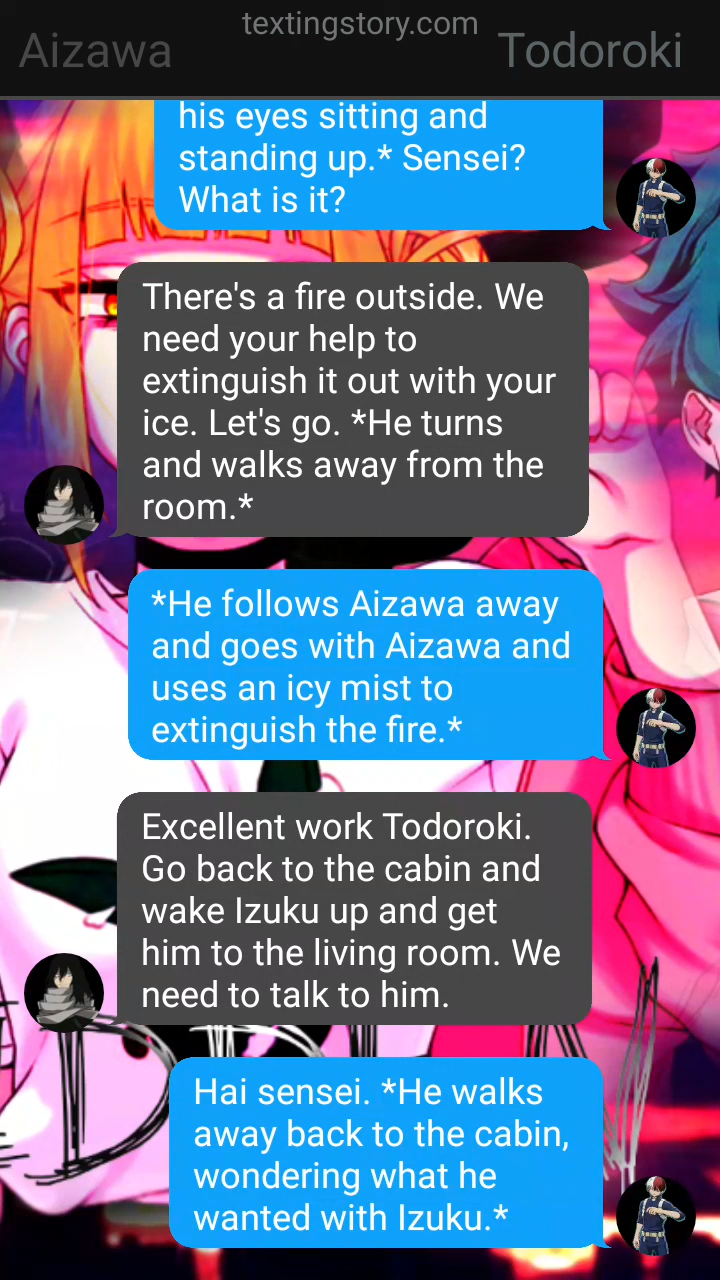 textingstory.com
Aizawa
Todoroki
his eyes sitting and
standing up.* Sensei?
What is it?
There's a fire outside. We
need your help to
extinguish it out with your
ice. Let's go. *He turns
and walks away from the
room.*
*He follows Aizawa away
and goes with Aizawa and
uses an icy mist to
extinguish the fire.*
Excellent work Todoroki.
Go back to the cabin and
wake Izuku up and get
him to the living room. We
need to talk to him.
Hai sensei. *He walks
away back to the cabin,
wondering what he
wanted with Izuku.*